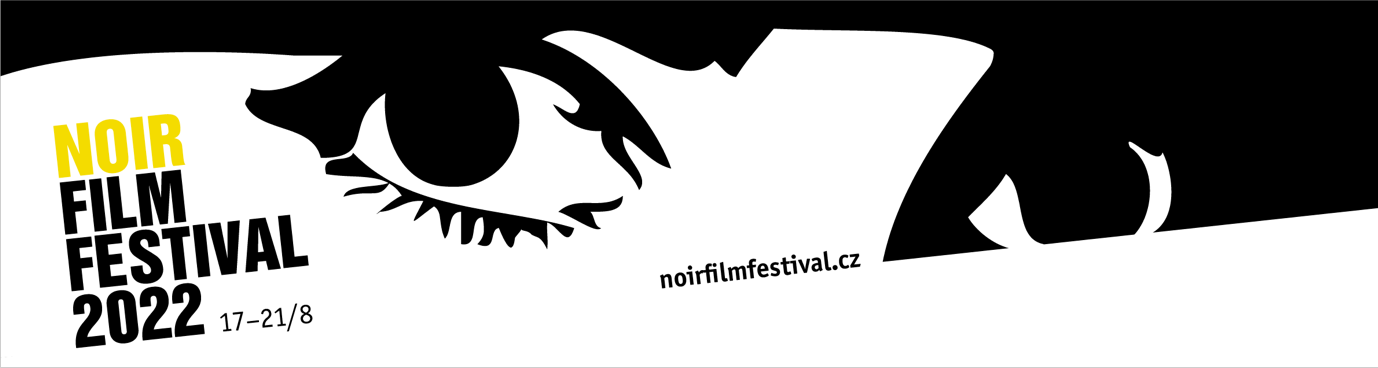 NOIR
FILM
FESTIVAL
2022 17–21/8
noirfilmfestival.cz